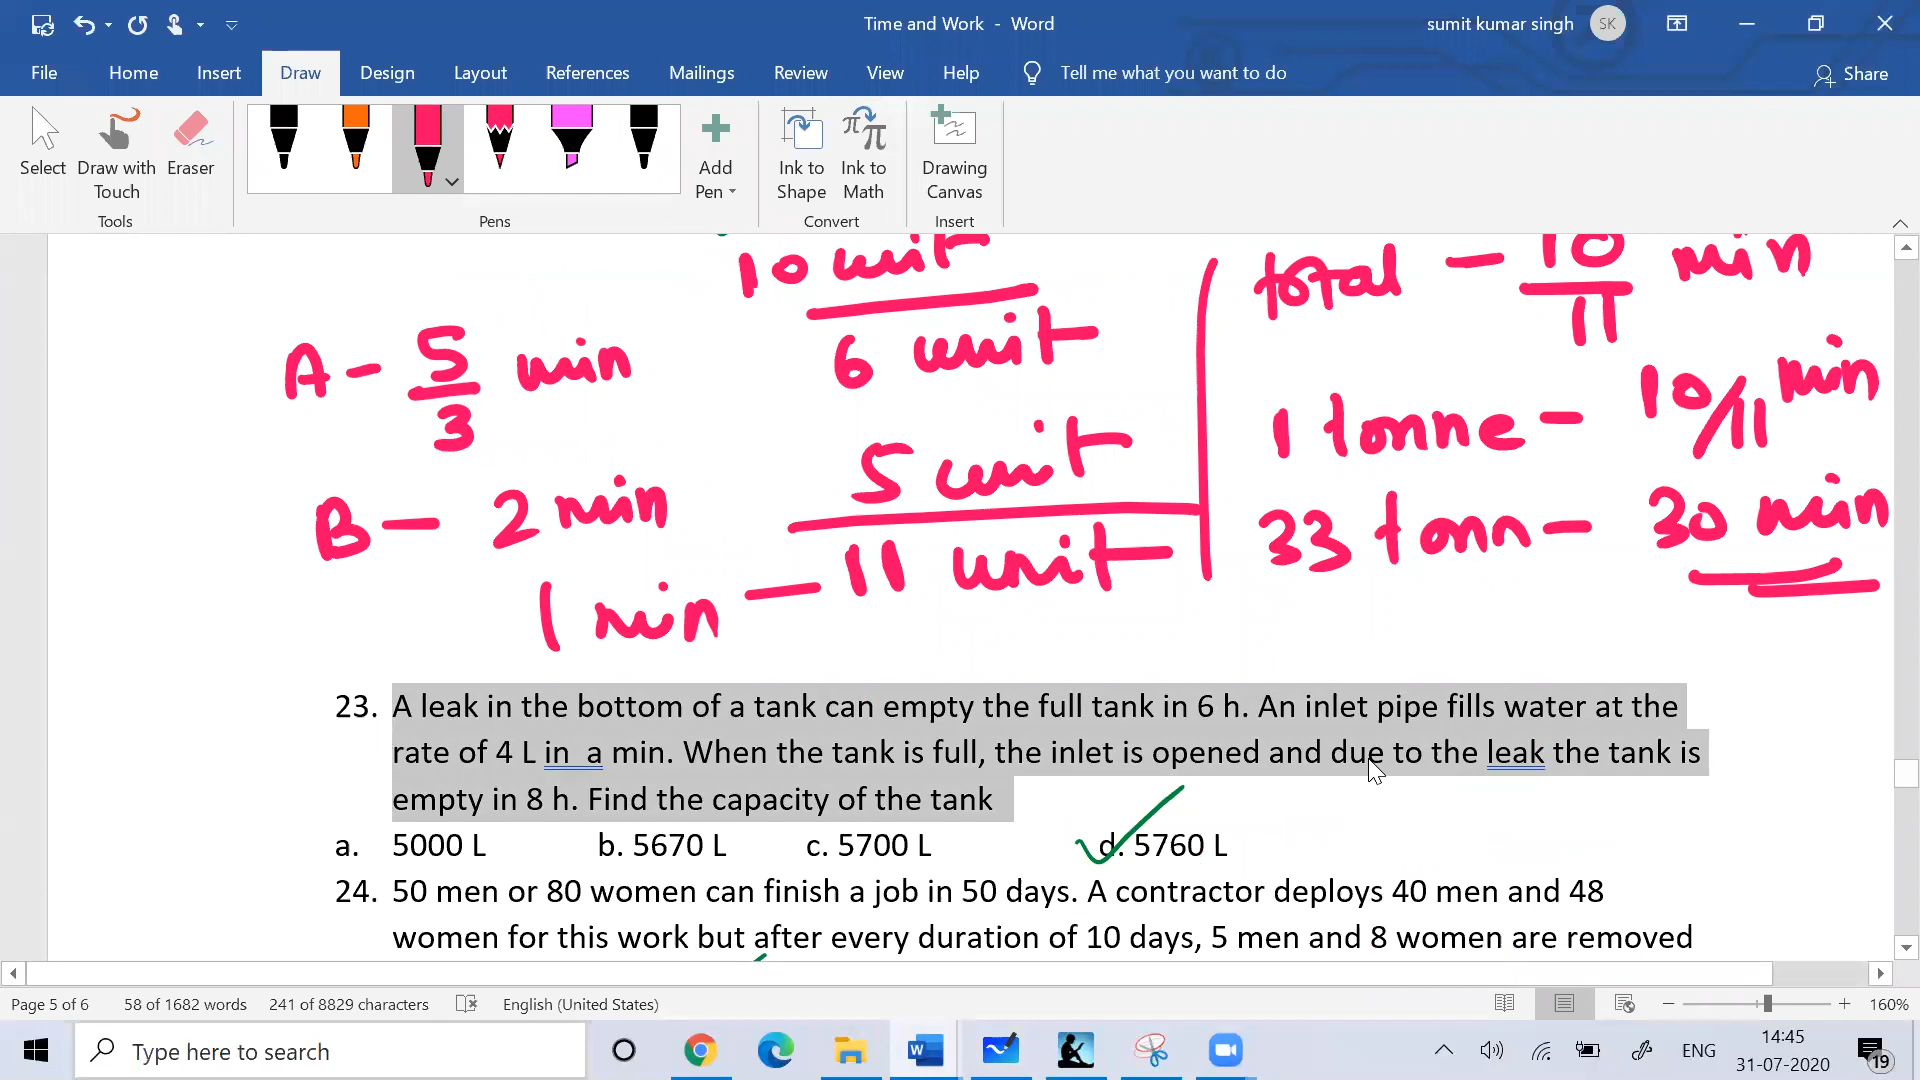 Time and Work - Word
sumit kumar singh
SK
File Home Insert Draw Design Layout References Mailings Review View Help Tell me what you want to do Share
Select
Draw with Touch
Eraser
Add Pen
Ink to Shape
Ink to Math
Drawing Canvas
Tools
Pens
Convert
Insert
10 unit
6 unit
total - 10/11 min
A - 5/3 min
1 tonne - 10/11 min
5 unit
B - 2 min
33 tonn - 30 min
1 min - 11 unit
23. A leak in the bottom of a tank can empty the full tank in 6 h. An inlet pipe fills water at the
rate of 4 L in  a min. When the tank is full, the inlet is opened and due to the leak the tank is
empty in 8 h. Find the capacity of the tank
a. 5000 L b. 5670 L c. 5700 L d. 5760 L
24. 50 men or 80 women can finish a job in 50 days. A contractor deploys 40 men and 48
women for this work but after every duration of 10 days, 5 men and 8 women are removed
Page 5 of 6 58 of 1682 words 241 of 8829 characters English (United States) 160%
Type here to search
ENG
14:45
31-07-2020
19